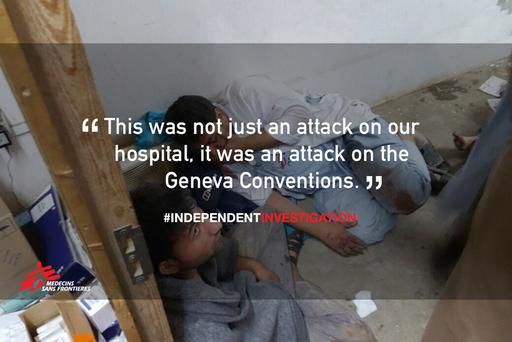 “This was not just an attack on our
hospital, it was an attack on the
Geneva Conventions.”
#INDEPENDENTINVESTIGATION
MEDECINS
SANS FRONTIERES